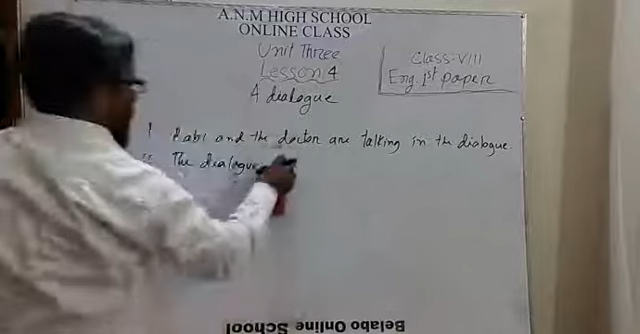 A.N.M HIGH SCHOOL
ONLINE CLASS
Unit Three
Lesson 4
A dialogue
Class-VIII
Eng. 1st paper
I Rabi and the doctor are talking in the dialogue.
II The dialogue
Belabo Online School